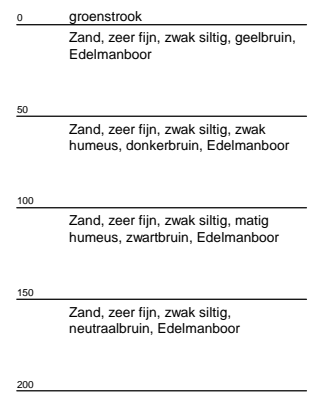 0 groenstrook
Zand, zeer fijn, zwak siltig, geelbruin,
Edelmanboor
50
Zand, zeer fijn, zwak siltig, zwak
humeus, donkerbruin, Edelmanboor
100
Zand, zeer fijn, zwak siltig, matig
humeus, zwartbruin, Edelmanboor
150
Zand, zeer fijn, zwak siltig,
neutraalbruin, Edelmanboor
200